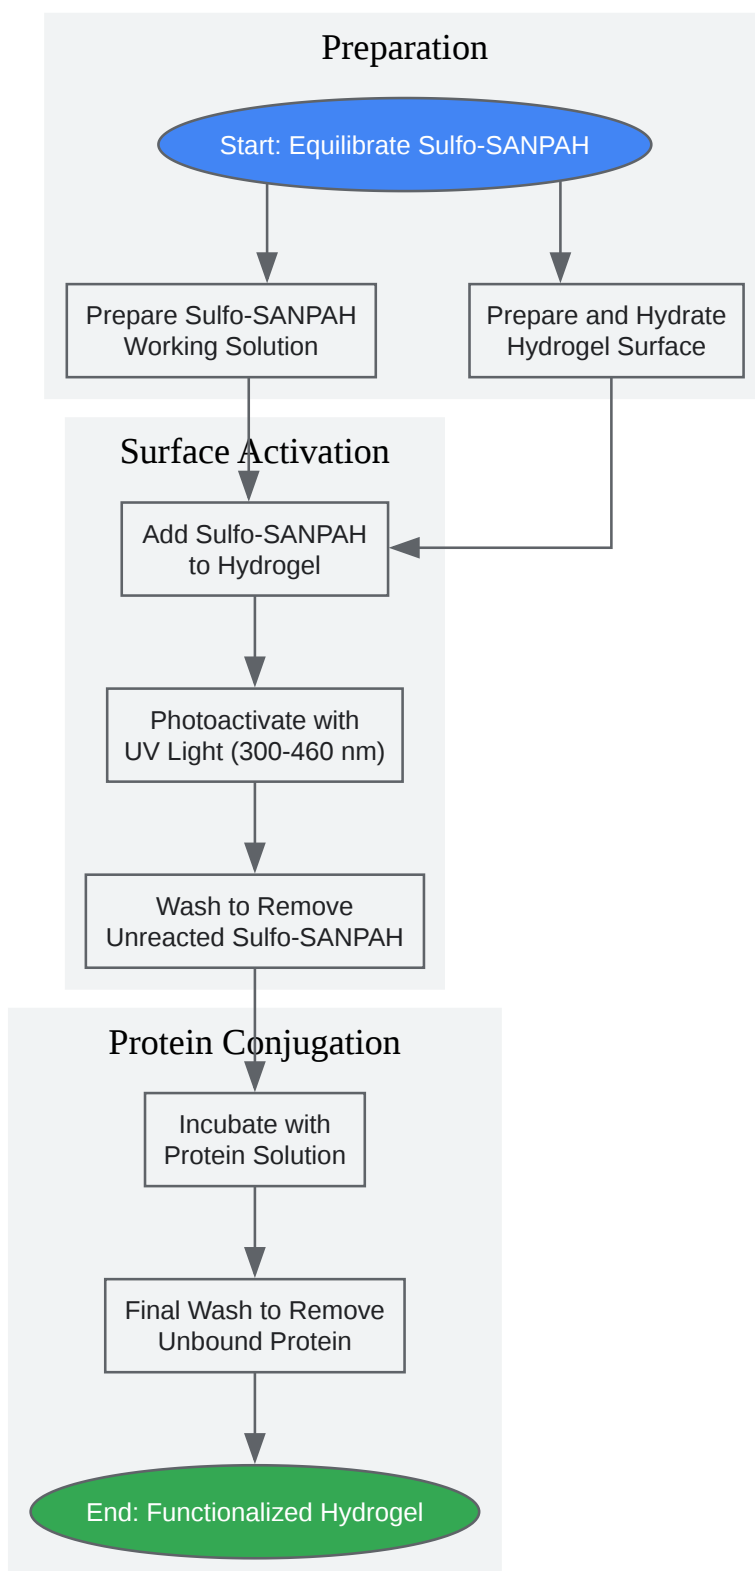 Preparation
Start: Equilibrate Sulfo-SANPAH
Prepare Sulfo-SANPAH
Working Solution
Prepare and Hydrate
Hydrogel Surface
Surface Activation
Add Sulfo-SANPAH
to Hydrogel
Photoactivate with
UV Light (300-460 nm)
Wash to Remove
Unreacted Sulfo-SANPAH
Protein Conjugation
Incubate with
Protein Solution
Final Wash to Remove
Unbound Protein
End: Functionalized Hydrogel